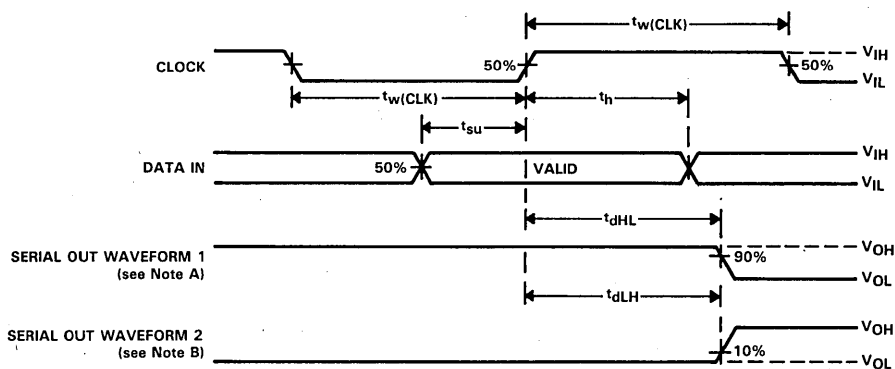 tw(CLK)
CLOCK
50%
50%
VIH
VIL
tw(CLK)
th
tsu
DATA IN
50%
VALID
VIH
VIL
tdHL
SERIAL OUT WAVEFORM 1
(see Note A)
90%
VOH
VOL
tdLH
SERIAL OUT WAVEFORM 2
(see Note B)
10%
VOH
VOL